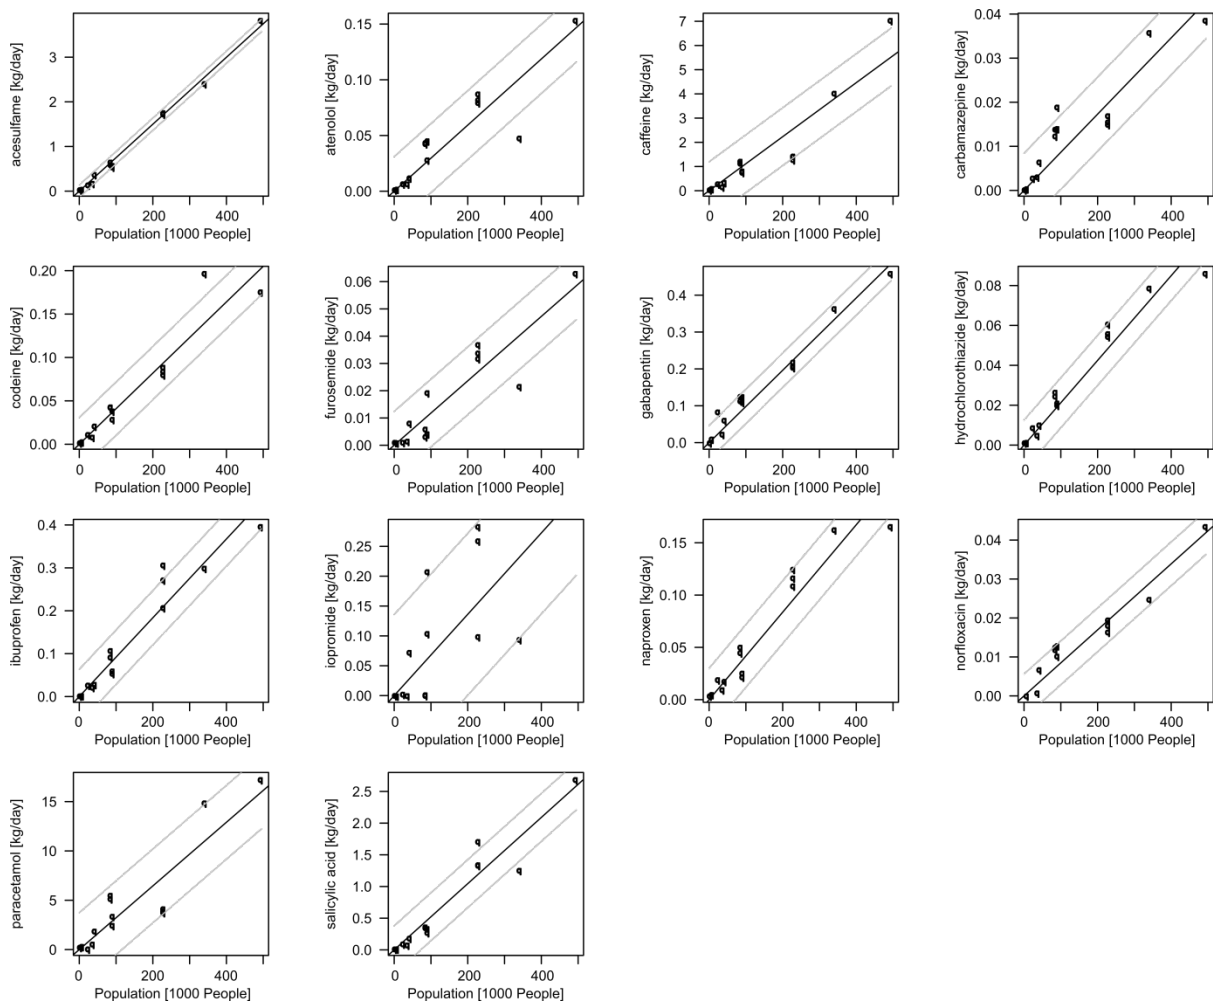 acesulfame [kg/day]
3
2
1
0
0 200 400
Population [1000 People]
atenolol [kg/day]
0.15
0.10
0.05
0.00
0 200 400
Population [1000 People]
caffeine [kg/day]
7
6
5
4
3
2
1
0
0 200 400
Population [1000 People]
carbamazepine [kg/day]
0.04
0.03
0.02
0.01
0.00
0 200 400
Population [1000 People]
codeine [kg/day]
0.20
0.15
0.10
0.05
0.00
0 200 400
Population [1000 People]
furosemide [kg/day]
0.06
0.05
0.04
0.03
0.02
0.01
0.00
0 200 400
Population [1000 People]
gabapentin [kg/day]
0.4
0.3
0.2
0.1
0.0
0 200 400
Population [1000 People]
hydrochlorothiazide [kg/day]
0.08
0.06
0.04
0.02
0.00
0 200 400
Population [1000 People]
ibuprofen [kg/day]
0.4
0.3
0.2
0.1
0.0
0 200 400
Population [1000 People]
iopromide [kg/day]
0.25
0.20
0.15
0.10
0.05
0.00
0 200 400
Population [1000 People]
naproxen [kg/day]
0.15
0.10
0.05
0.00
0 200 400
Population [1000 People]
norfloxacin [kg/day]
0.04
0.03
0.02
0.01
0.00
0 200 400
Population [1000 People]
paracetamol [kg/day]
15
10
5
0
0 200 400
Population [1000 People]
salicylic acid [kg/day]
2.5
2.0
1.5
1.0
0.5
0.0
0 200 400
Population [1000 People]